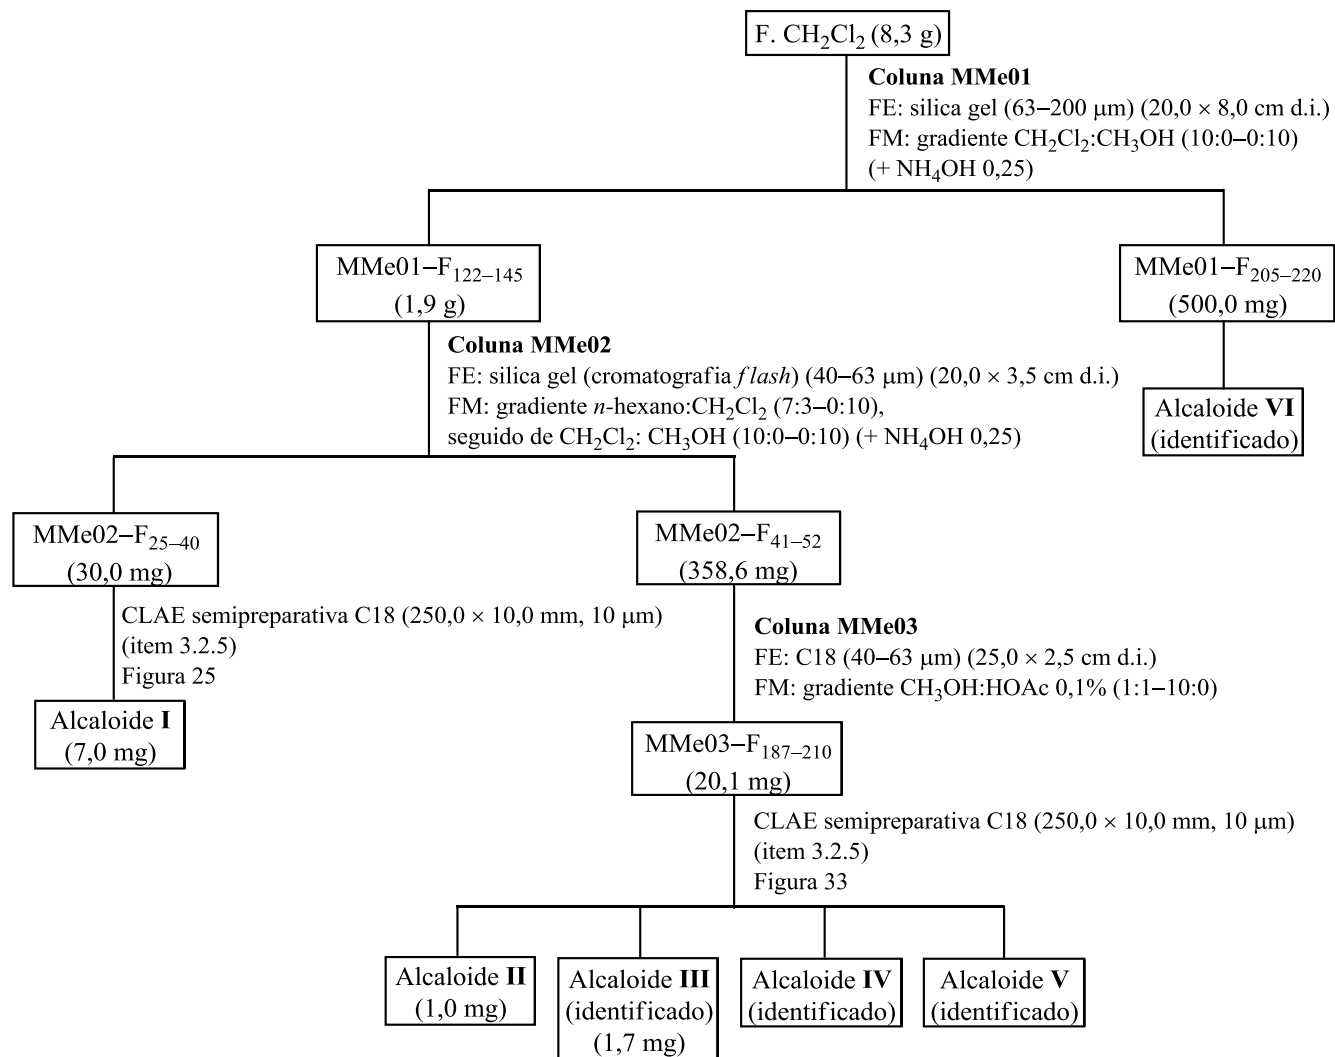 F. CH₂Cl₂ (8,3 g)
Coluna MMe01
FE: silica gel (63–200 μm) (20,0 × 8,0 cm d.i.)
FM: gradiente CH₂Cl₂:CH₃OH (10:0–0:10)
(+ NH₄OH 0,25)
MMe01–F₁₂₂₋₁₄₅
(1,9 g)
MMe01–F₂₀₅₋₂₂₀
(500,0 mg)
Coluna MMe02
FE: silica gel (cromatografia flash) (40–63 μm) (20,0 × 3,5 cm d.i.)
FM: gradiente n-hexano:CH₂Cl₂ (7:3–0:10),
seguido de CH₂Cl₂: CH₃OH (10:0–0:10) (+ NH₄OH 0,25)
Alcaloide VI
(identificado)
MMe02–F₂₅₋₄₀
(30,0 mg)
MMe02–F₄₁₋₅₂
(358,6 mg)
CLAE semipreparativa C18 (250,0 × 10,0 mm, 10 μm)
(item 3.2.5)
Figura 25
Coluna MMe03
FE: C18 (40–63 μm) (25,0 × 2,5 cm d.i.)
FM: gradiente CH₃OH:HOAc 0,1% (1:1–10:0)
Alcaloide I
(7,0 mg)
MMe03–F₁₈₇₋₂₁₀
(20,1 mg)
CLAE semipreparativa C18 (250,0 × 10,0 mm, 10 μm)
(item 3.2.5)
Figura 33
Alcaloide II
(1,0 mg)
Alcaloide III
(identificado)
(1,7 mg)
Alcaloide IV
(identificado)
Alcaloide V
(identificado)